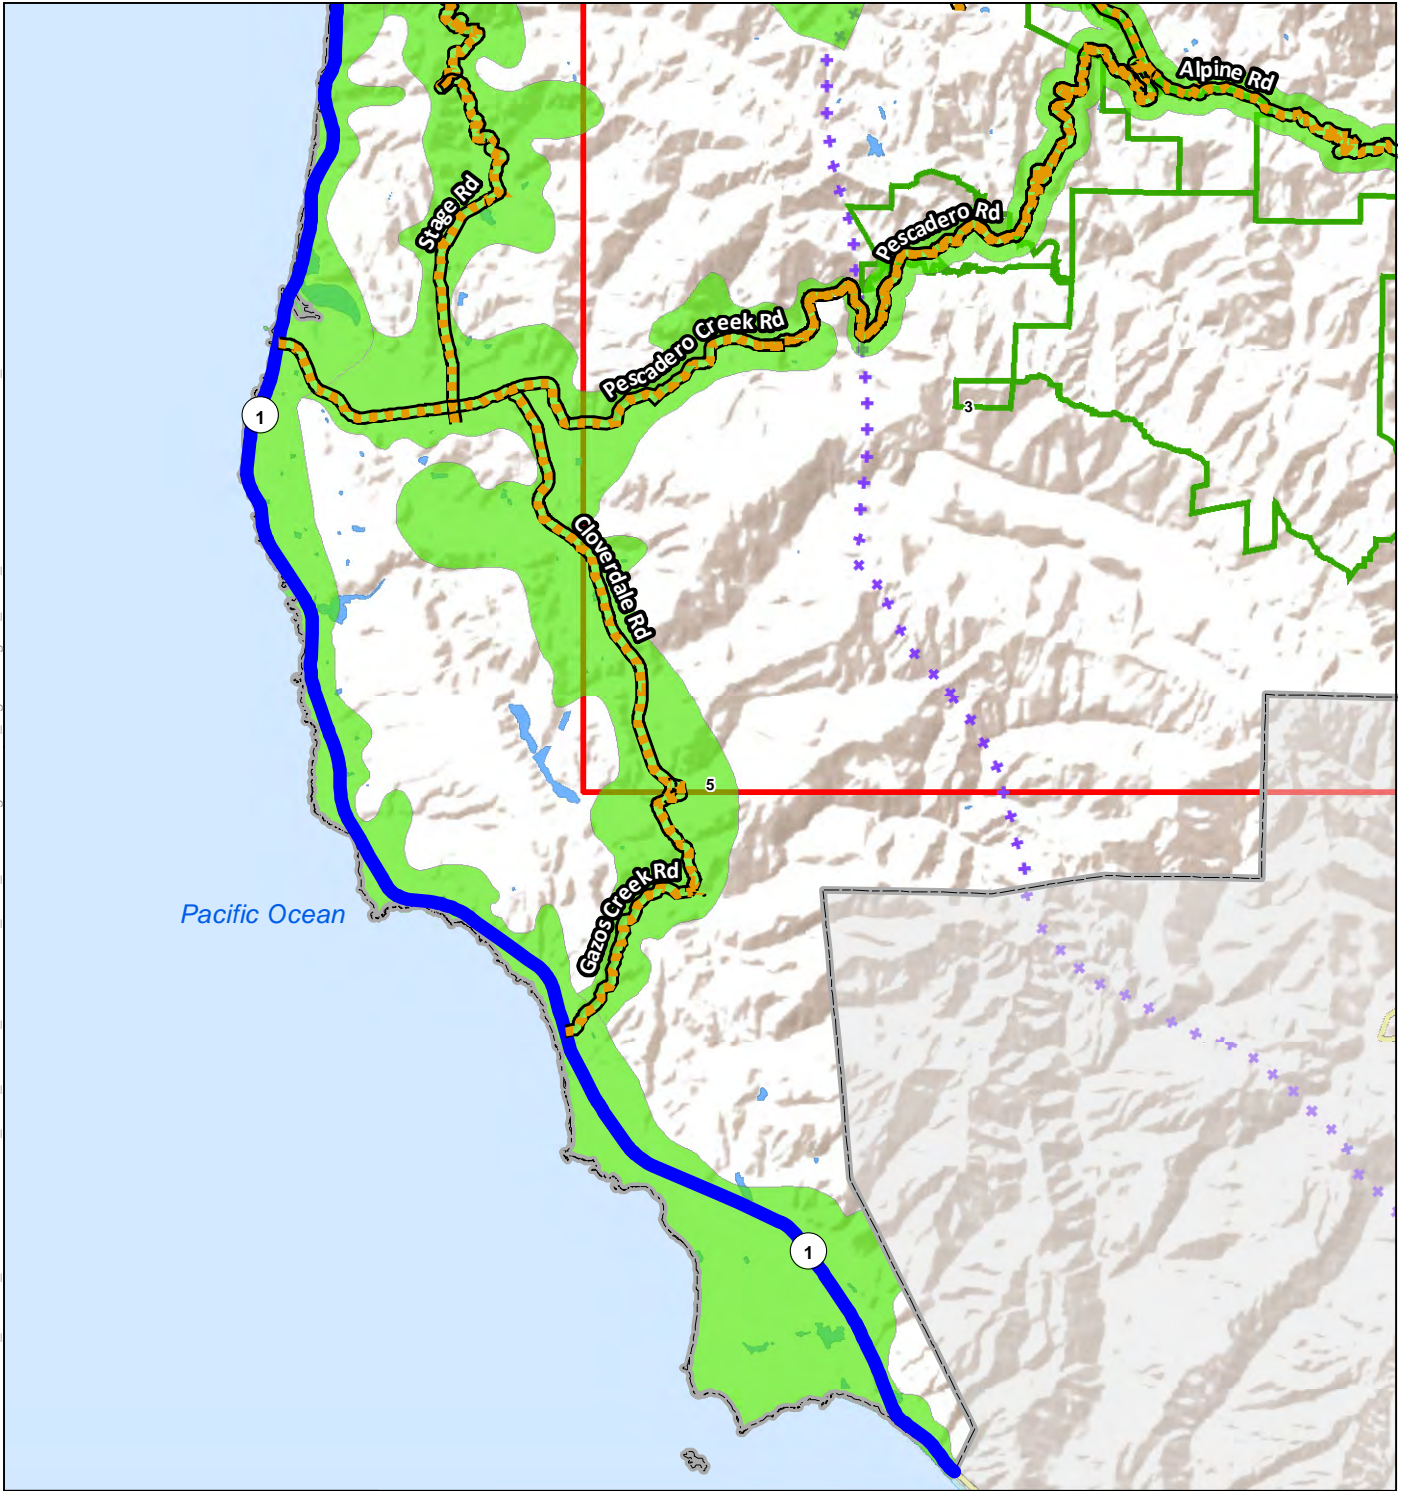 Alpine Rd
Stage Rd
Pescadero Rd
Pescadero Creek Rd
1
3
Cloverdale Rd
5
Gazos Creek Rd
Pacific Ocean
1